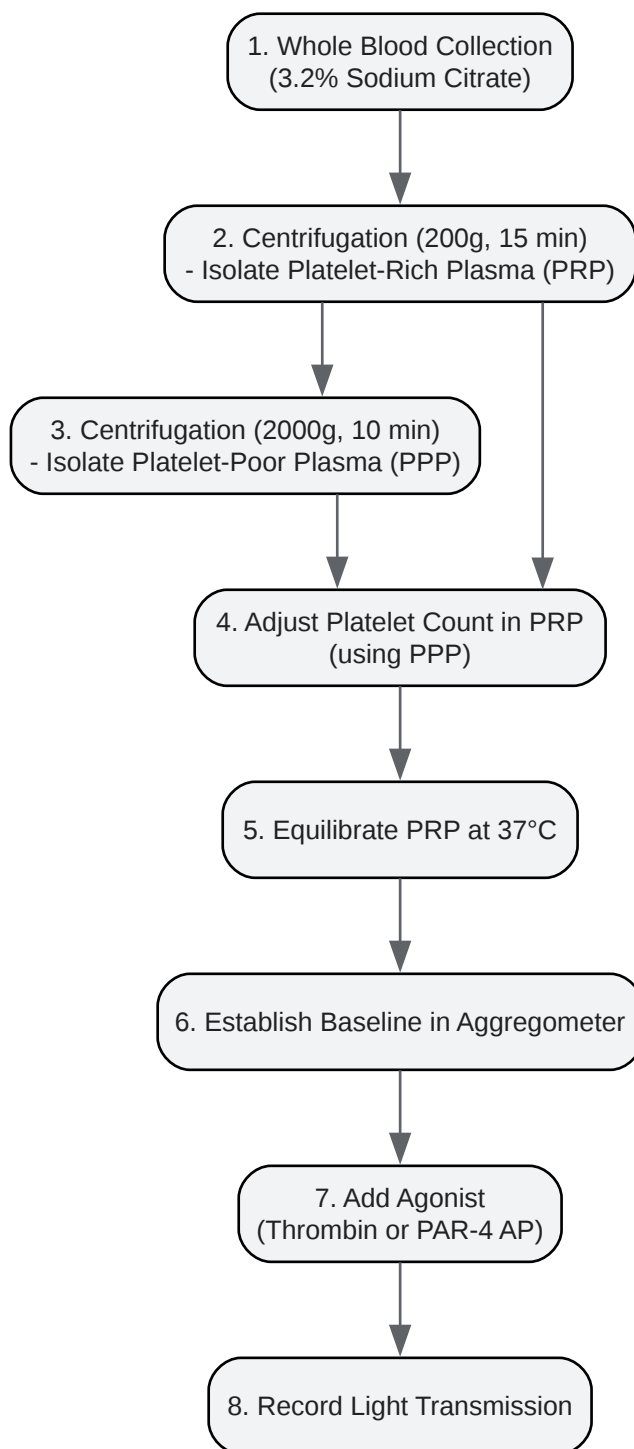 1. Whole Blood Collection
(3.2% Sodium Citrate)
2. Centrifugation (200g, 15 min)
- Isolate Platelet-Rich Plasma (PRP)
3. Centrifugation (2000g, 10 min)
- Isolate Platelet-Poor Plasma (PPP)
4. Adjust Platelet Count in PRP
(using PPP)
5. Equilibrate PRP at 37°C
6. Establish Baseline in Aggregometer
7. Add Agonist
(Thrombin or PAR-4 AP)
8. Record Light Transmission